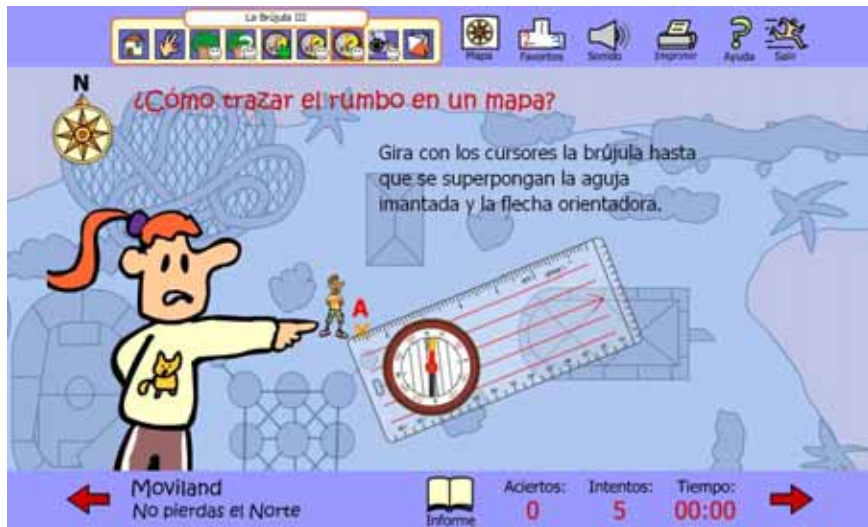 La Brújula III
Mapa
Favoritos
Sonido
Imprimir
Ayuda
Salir
N
¿Cómo trazar el rumbo en un mapa?
Gira con los cursores la brújula hasta
que se superpongan la aguja
imantada y la flecha orientadora.
A
Moviland
No pierdas el Norte
Informe
Aciertos:
0
Intentos:
5
Tiempo:
00:00